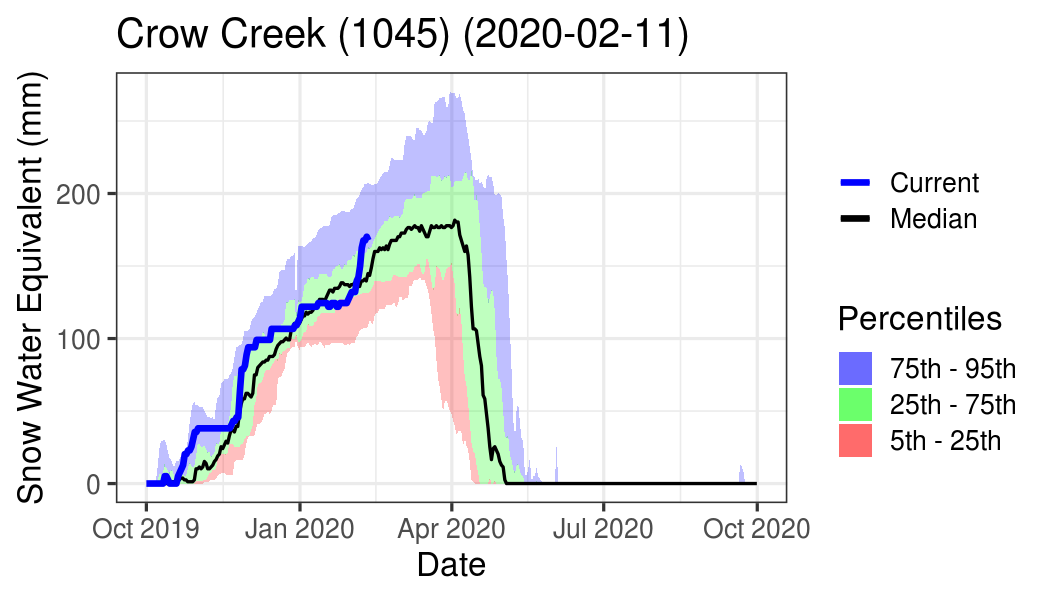 Crow Creek (1045) (2020-02-11)
Snow Water Equivalent (mm)
200
100
0
Oct 2019 Jan 2020 Apr 2020 Jul 2020 Oct 2020
Date
Current
Median
Percentiles
75th - 95th
25th - 75th
5th - 25th